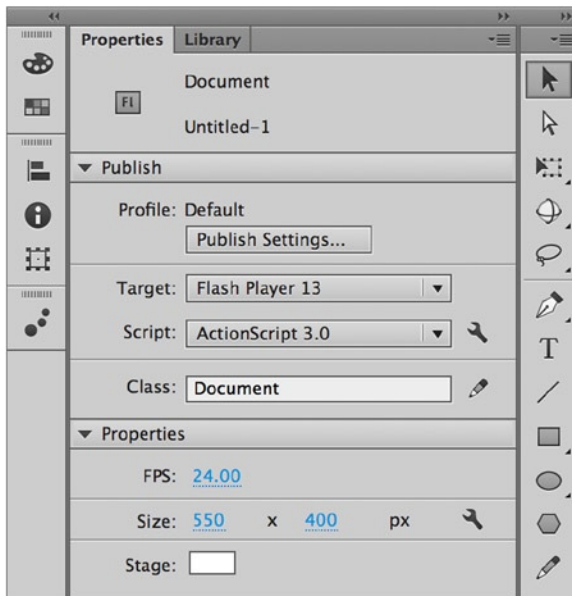 Properties Library
Document
Fl
Untitled-1
Publish
Profile: Default
Publish Settings...
Target: Flash Player 13
Script: ActionScript 3.0
Class: Document
Properties
FPS: 24.00
Size: 550 x 400 px
Stage:
T